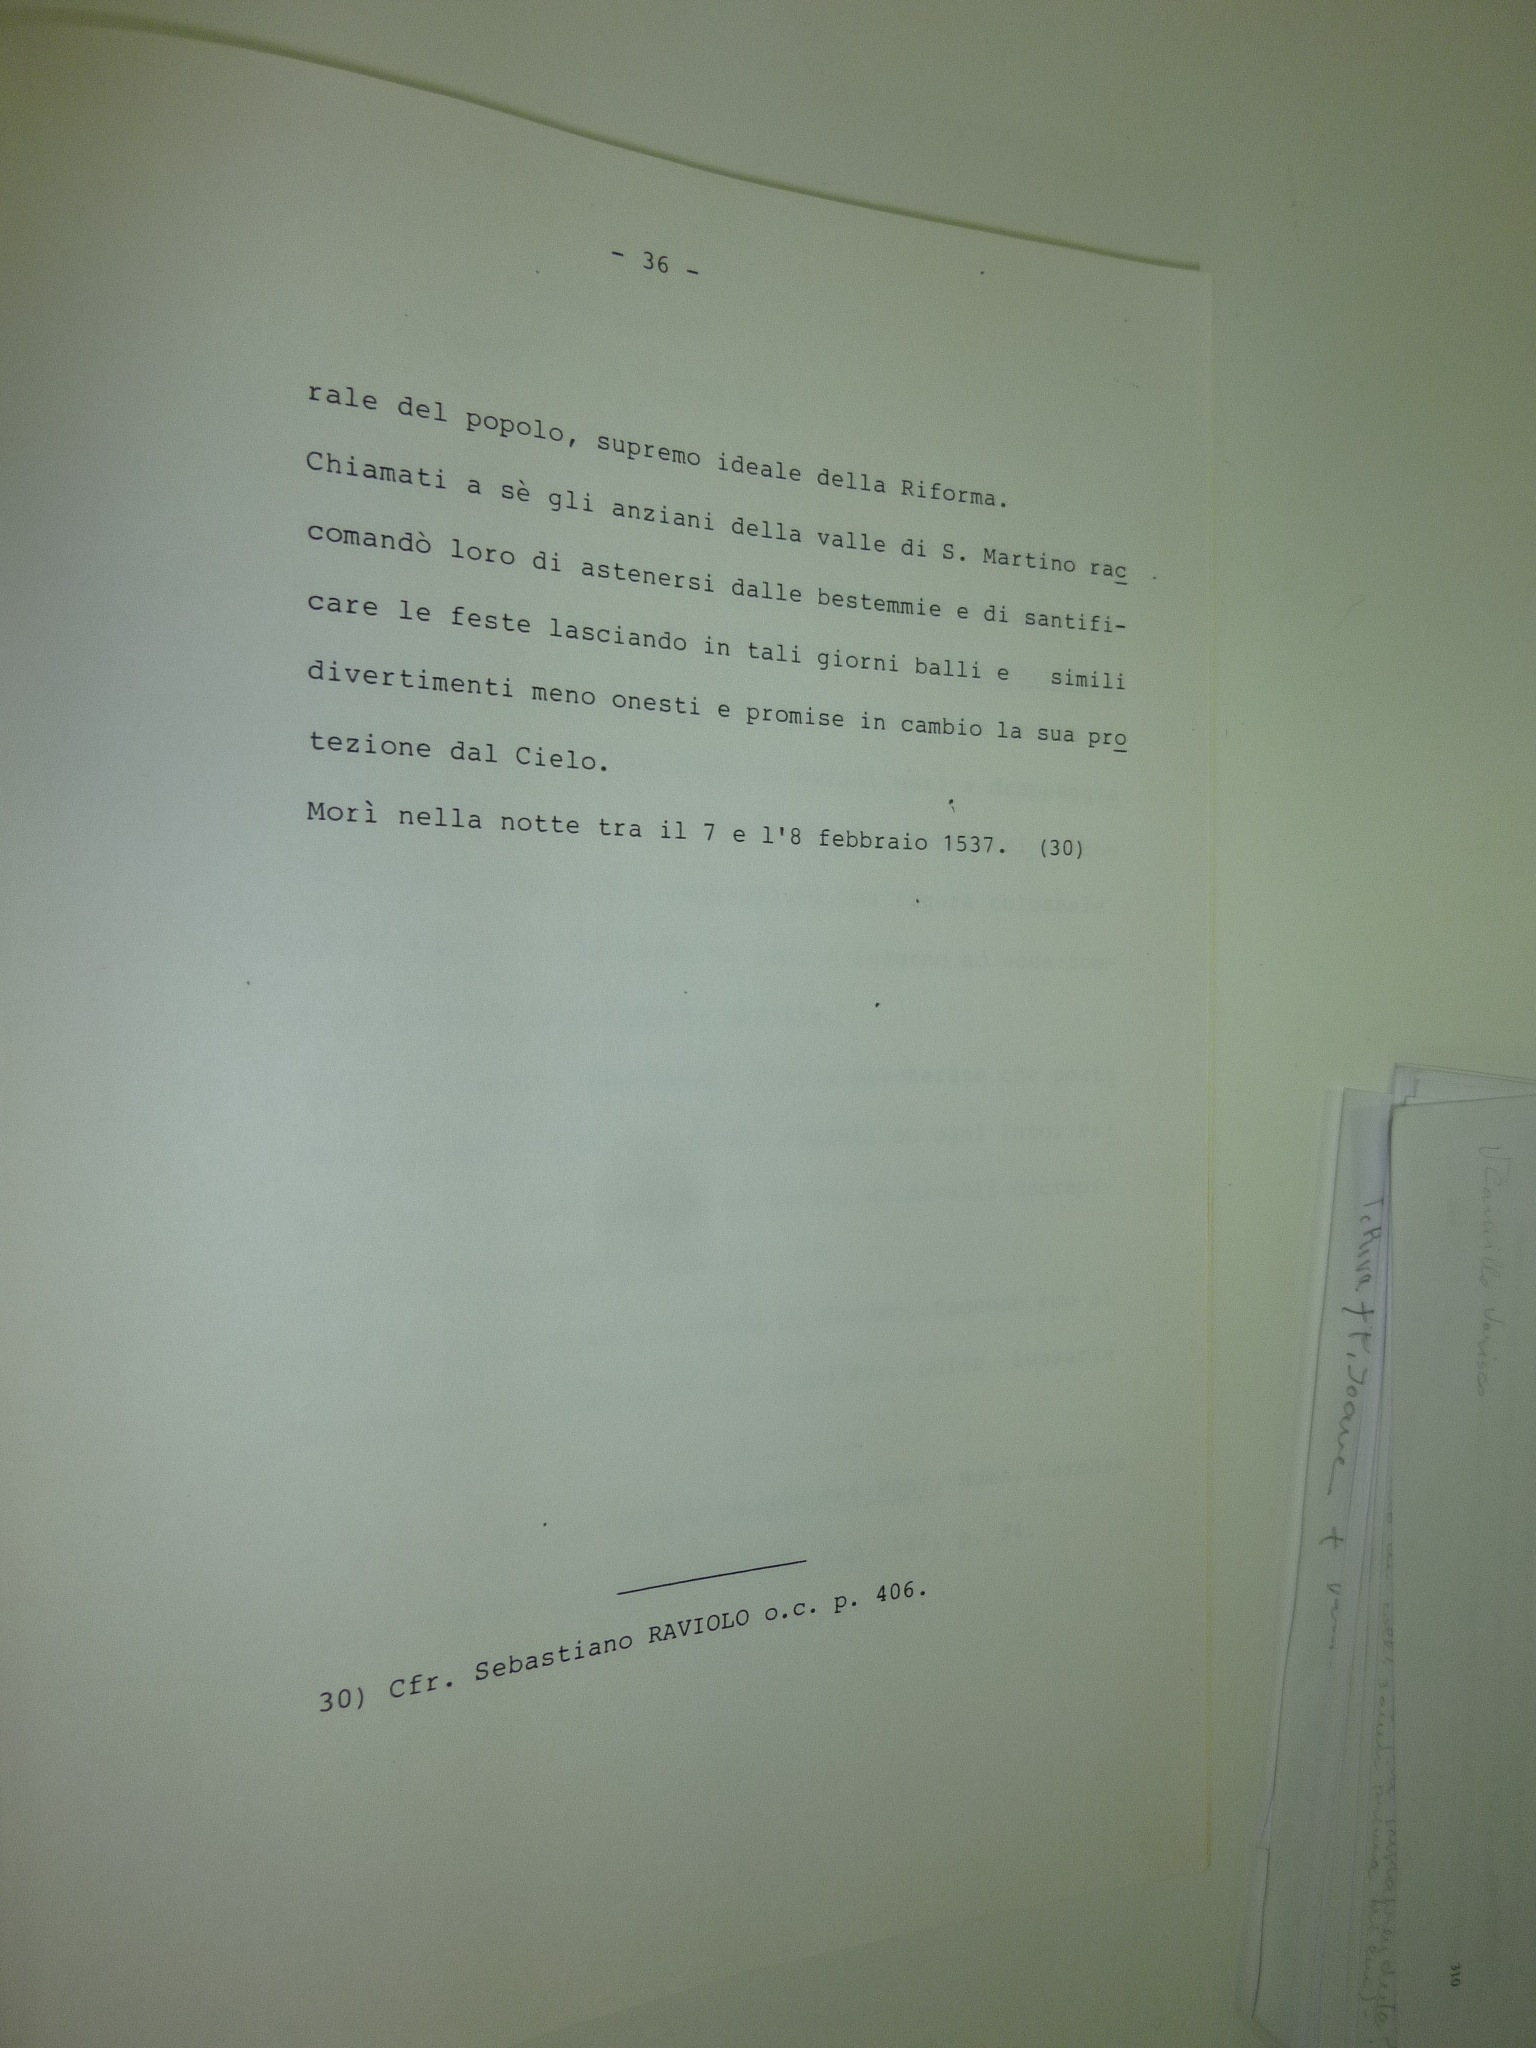 - 36 -
rale del popolo, supremo ideale della Riforma.
Chiamati a sè gli anziani della valle di S. Martino rac
comandò loro di astenersi dalle bestemmie e di santifi-
care le feste lasciando in tali giorni balli e simili
divertimenti meno onesti e promise in cambio la sua pro
tezione dal Cielo.
Morì nella notte tra il 7 e l'8 febbraio 1537. (30)
30) Cfr. Sebastiano RAVIOLO o.c. p. 406.
310